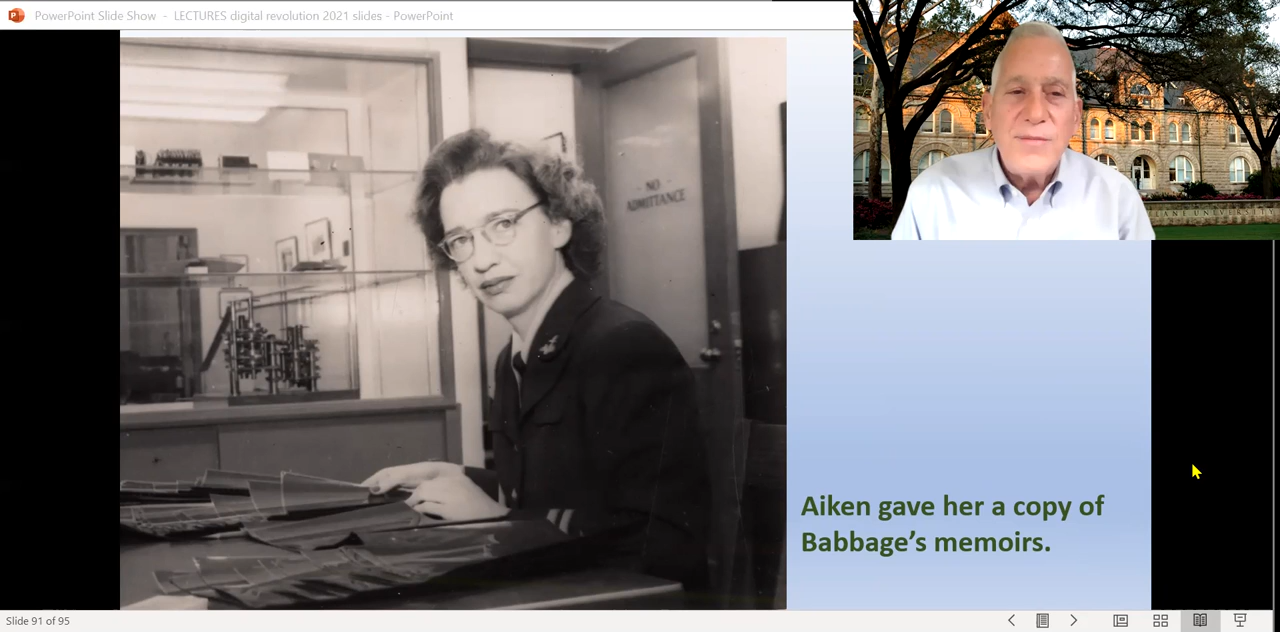 PowerPoint Slide Show - LECTURES digital revolution 2021 slides - PowerPoint
NO
ADMITTANCE
UNIVERSITY
Aiken gave her a copy of
Babbage's memoirs.
Slide 91 of 95